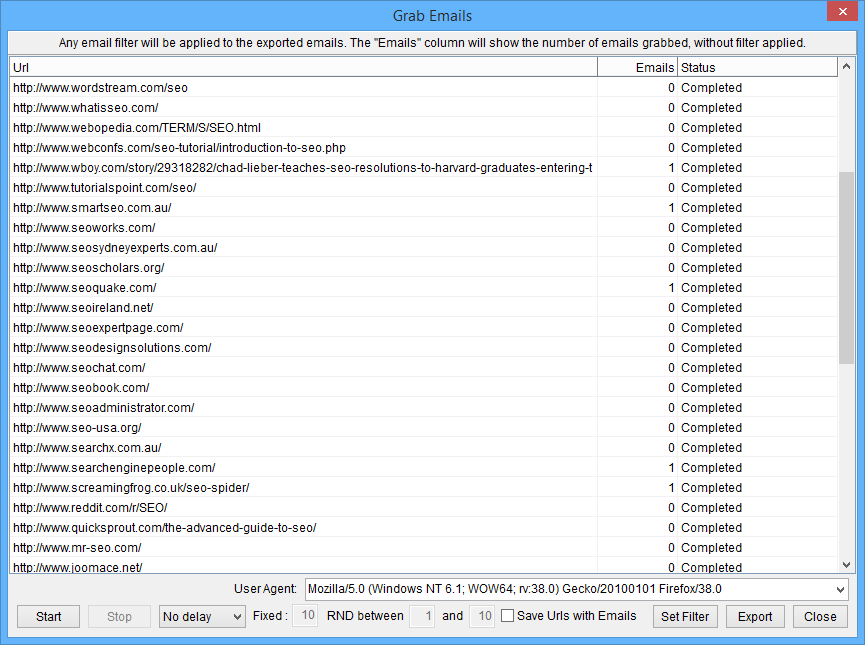 Grab Emails
Any email filter will be applied to the exported emails. The "Emails" column will show the number of emails grabbed, without filter applied.
Url Emails Status
http://www.wordstream.com/seo 0 Completed
http://www.whatisseo.com/ 0 Completed
http://www.webopedia.com/TERM/S/SEO.html 0 Completed
http://www.webconfs.com/seo-tutorial/introduction-to-seo.php 0 Completed
http://www.wboy.com/story/29318282/chad-lieber-teaches-seo-resolutions-to-harvard-graduates-entering-t 1 Completed
http://www.tutorialspoint.com/seo/ 0 Completed
http://www.smartseo.com.au/ 1 Completed
http://www.seoworks.com/ 0 Completed
http://www.seosydneyexperts.com.au/ 0 Completed
http://www.seoscholars.org/ 0 Completed
http://www.seoquake.com/ 1 Completed
http://www.seoireland.net/ 0 Completed
http://www.seoexpertpage.com/ 0 Completed
http://www.seodesignsolutions.com/ 0 Completed
http://www.seochat.com/ 0 Completed
http://www.seobook.com/ 0 Completed
http://www.seoadministrator.com/ 0 Completed
http://www.seo-usa.org/ 0 Completed
http://www.searchx.com.au/ 0 Completed
http://www.searchenginepeople.com/ 1 Completed
http://www.screamingfrog.co.uk/seo-spider/ 1 Completed
http://www.reddit.com/r/SEO/ 0 Completed
http://www.quicksprout.com/the-advanced-guide-to-seo/ 0 Completed
http://www.mr-seo.com/ 0 Completed
http://www.joomace.net/ 0 Completed
User Agent: Mozilla/5.0 (Windows NT 6.1; WOW64; rv:38.0) Gecko/20100101 Firefox/38.0
Start Stop No delay Fixed : 10 RND between 1 and 10 Save Urls with Emails Set Filter Export Close